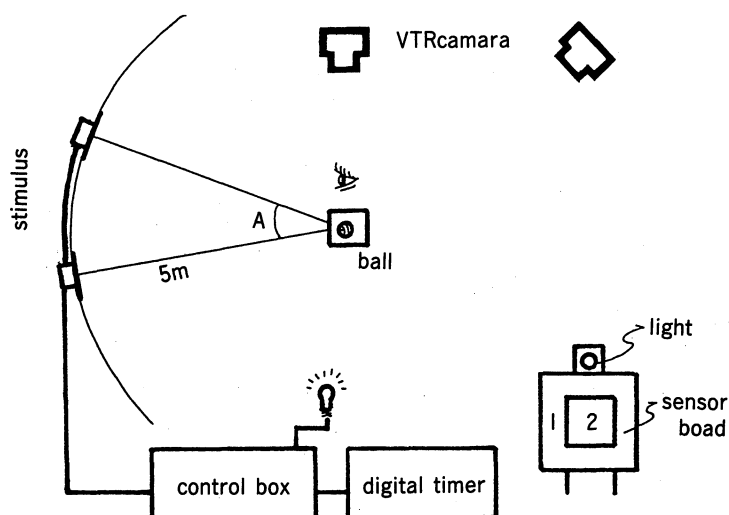 VTRcamara
stimulus
A
5m
ball
light
1 2
sensor
boad
control box
digital timer